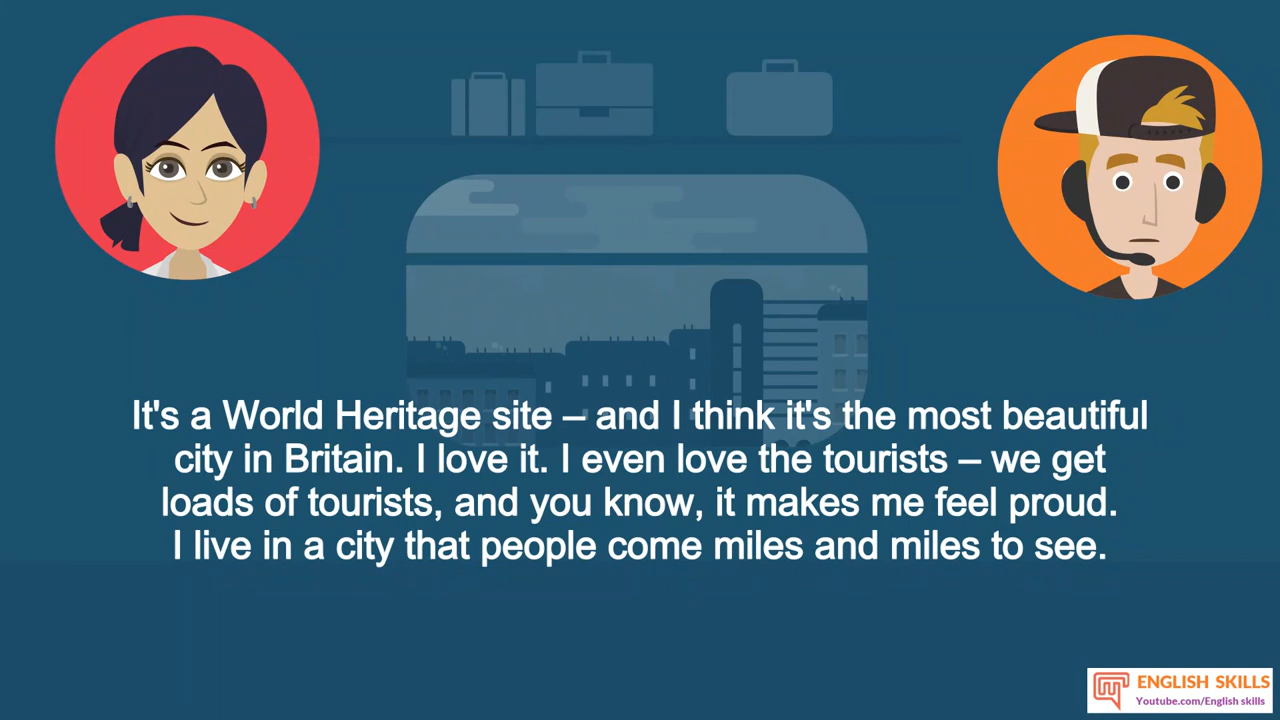 It's a World Heritage site – and I think it's the most beautiful
city in Britain. I love it. I even love the tourists – we get
loads of tourists, and you know, it makes me feel proud.
I live in a city that people come miles and miles to see.
ENGLISH SKILLS
Youtube.com/English skills